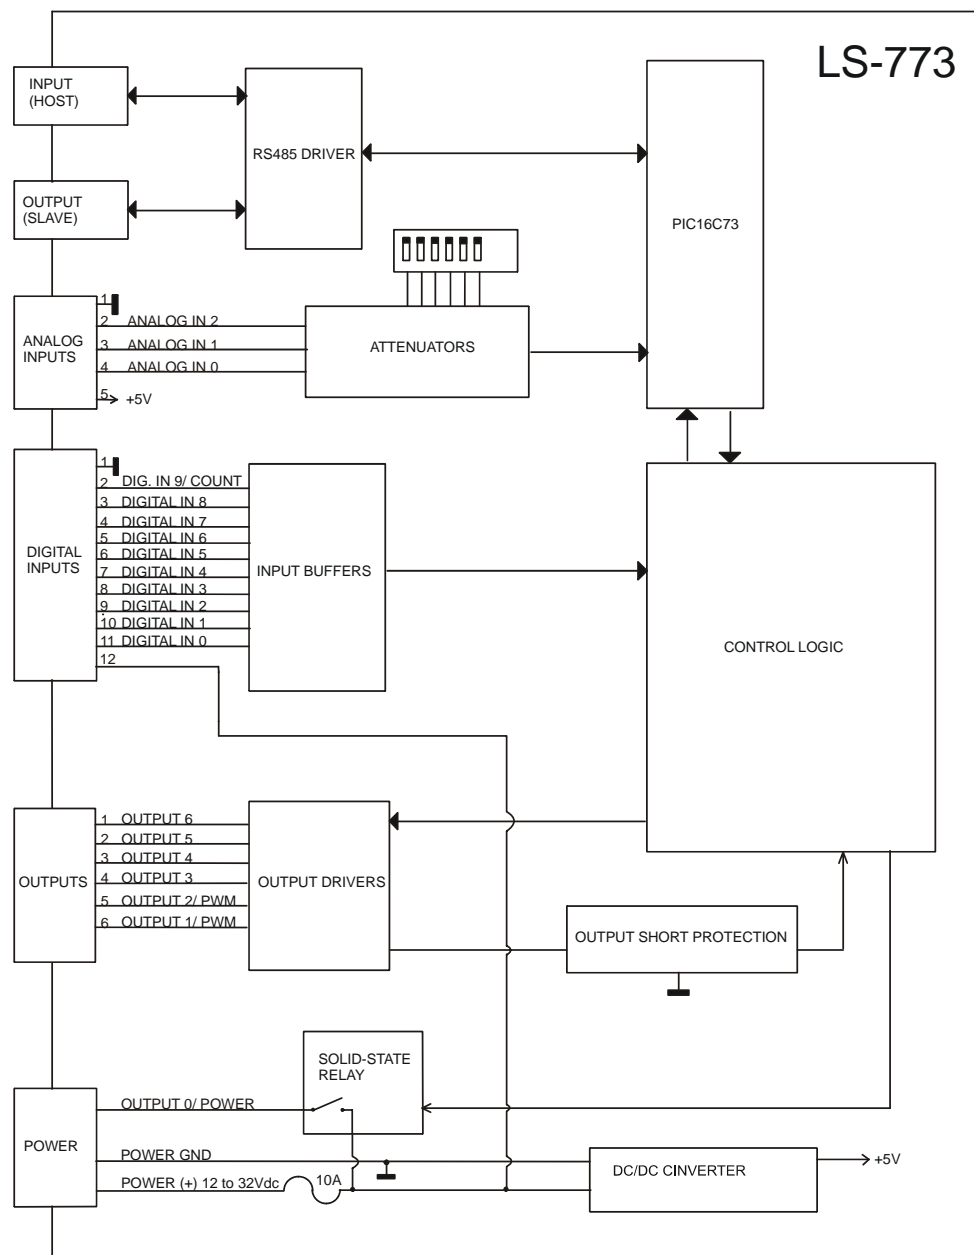 LS-773
INPUT
(HOST)
RS485 DRIVER
OUTPUT
(SLAVE)
PIC16C73
ANALOG
INPUTS
1
2 ANALOG IN 2
3 ANALOG IN 1
4 ANALOG IN 0
5 +5V
ATTENUATORS
DIGITAL
INPUTS
1
2 DIG. IN 9/ COUNT
3 DIGITAL IN 8
4 DIGITAL IN 7
5 DIGITAL IN 6
6 DIGITAL IN 5
7 DIGITAL IN 4
8 DIGITAL IN 3
9 DIGITAL IN 2
10 DIGITAL IN 1
11 DIGITAL IN 0
12
INPUT BUFFERS
CONTROL LOGIC
OUTPUTS
1 OUTPUT 6
2 OUTPUT 5
3 OUTPUT 4
4 OUTPUT 3
5 OUTPUT 2/ PWM
6 OUTPUT 1/ PWM
OUTPUT DRIVERS
OUTPUT SHORT PROTECTION
SOLID-STATE
RELAY
POWER
OUTPUT 0/ POWER
POWER GND
POWER (+) 12 to 32Vdc
10A
DC/DC CINVERTER
+5V